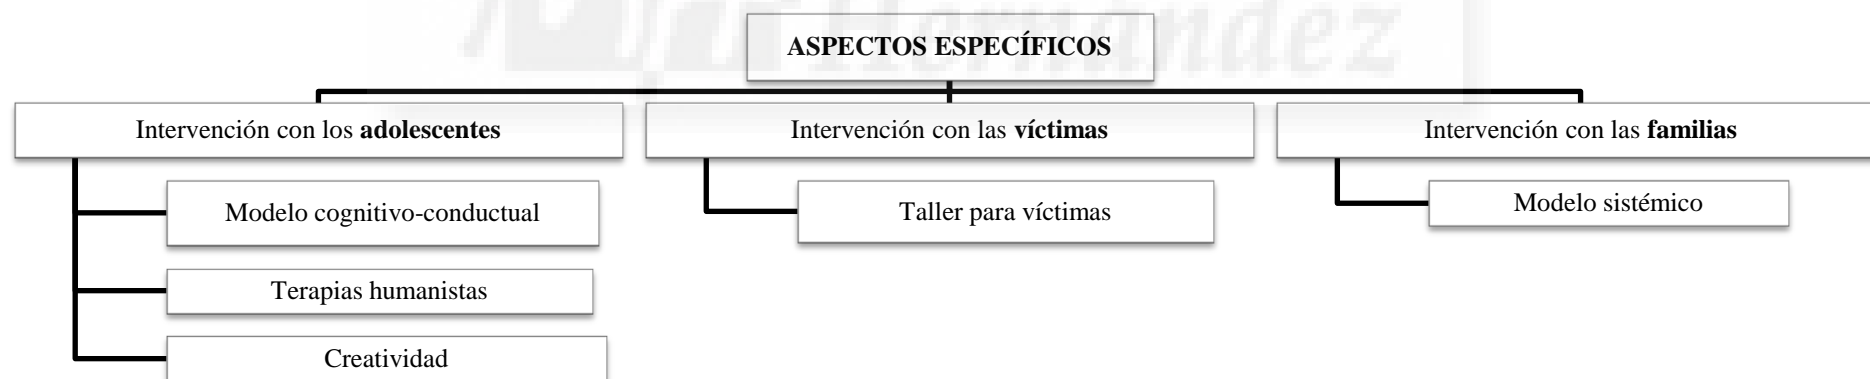 Hernández
ASPECTOS ESPECÍFICOS
Intervención con los adolescentes
Intervención con las víctimas
Intervención con las familias
Modelo cognitivo-conductual
Taller para víctimas
Modelo sistémico
Terapias humanistas
Creatividad